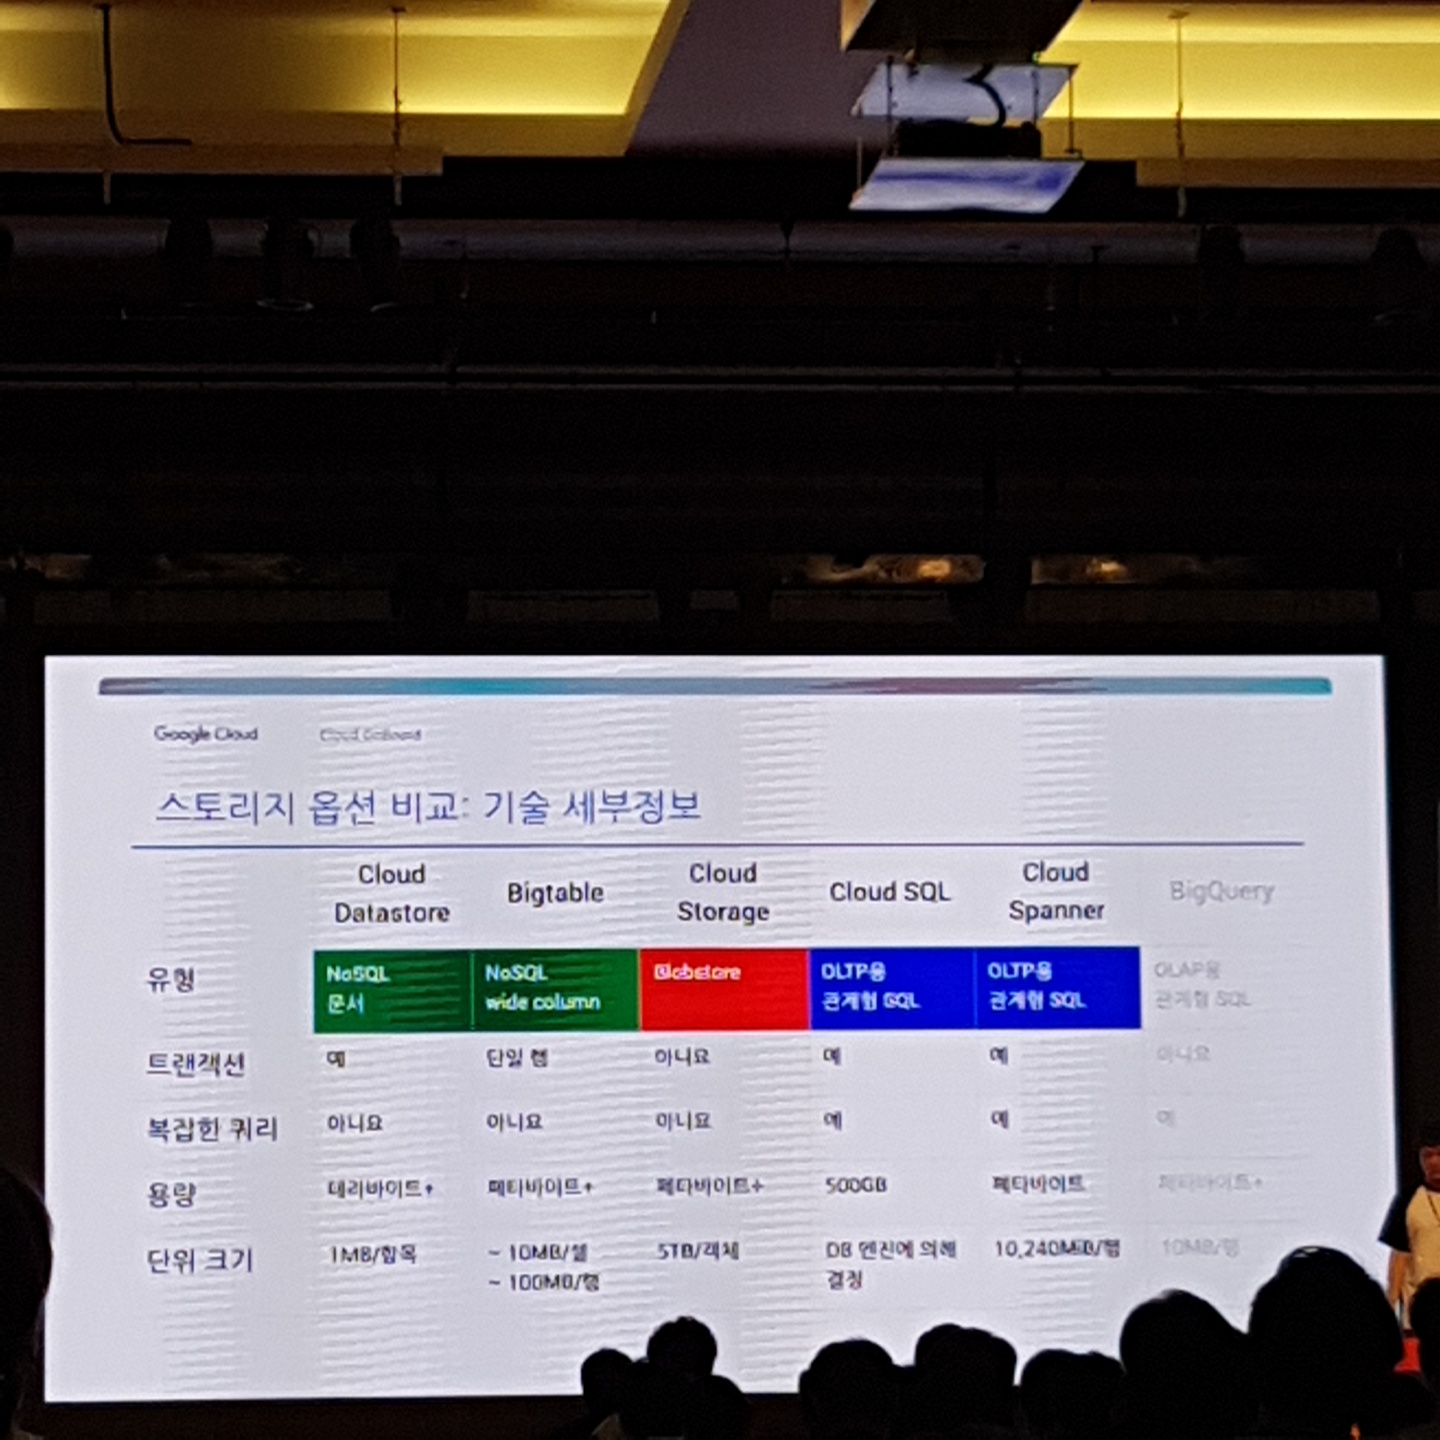 Google Cloud Cloud OnBoard
스토리지 옵션 비교: 기술 세부정보
Cloud Datastore
Bigtable
Cloud Storage
Cloud SQL
Cloud Spanner
BigQuery
유형
NoSQL
문서
NoSQL
wide column
Blobstore
OLTP용
관계형 SQL
OLTP용
관계형 SQL
OLAP용
관계형 SQL
트랜잭션 예 단일 행 아니요 예 예 아니요
복잡한 쿼리 아니요 아니요 아니요 예 예 예
용량 테라바이트+ 페타바이트+ 페타바이트+ 500GB 페타바이트 페타바이트+
단위 크기 1MB/항목
~ 10MB/셀
~ 100MB/행
5TB/객체
DB 엔진에 의해
결정
10,240MiB/행
10MB/행